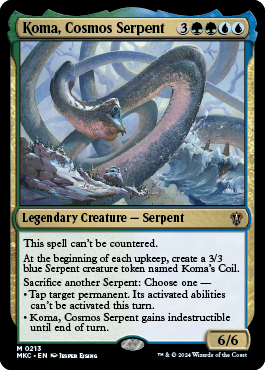 Koma, Cosmos Serpent 3
Legendary Creature — Serpent
This spell can't be countered.
At the beginning of each upkeep, create a 3/3
blue Serpent creature token named Koma's Coil.
Sacrifice another Serpent: Choose one —
• Tap target permanent. Its activated abilities
can't be activated this turn.
• Koma, Cosmos Serpent gains indestructible
until end of turn.
6/6
M 0213
MKC • EN Jesper Ejsing
™ & © 2024 Wizards of the Coast